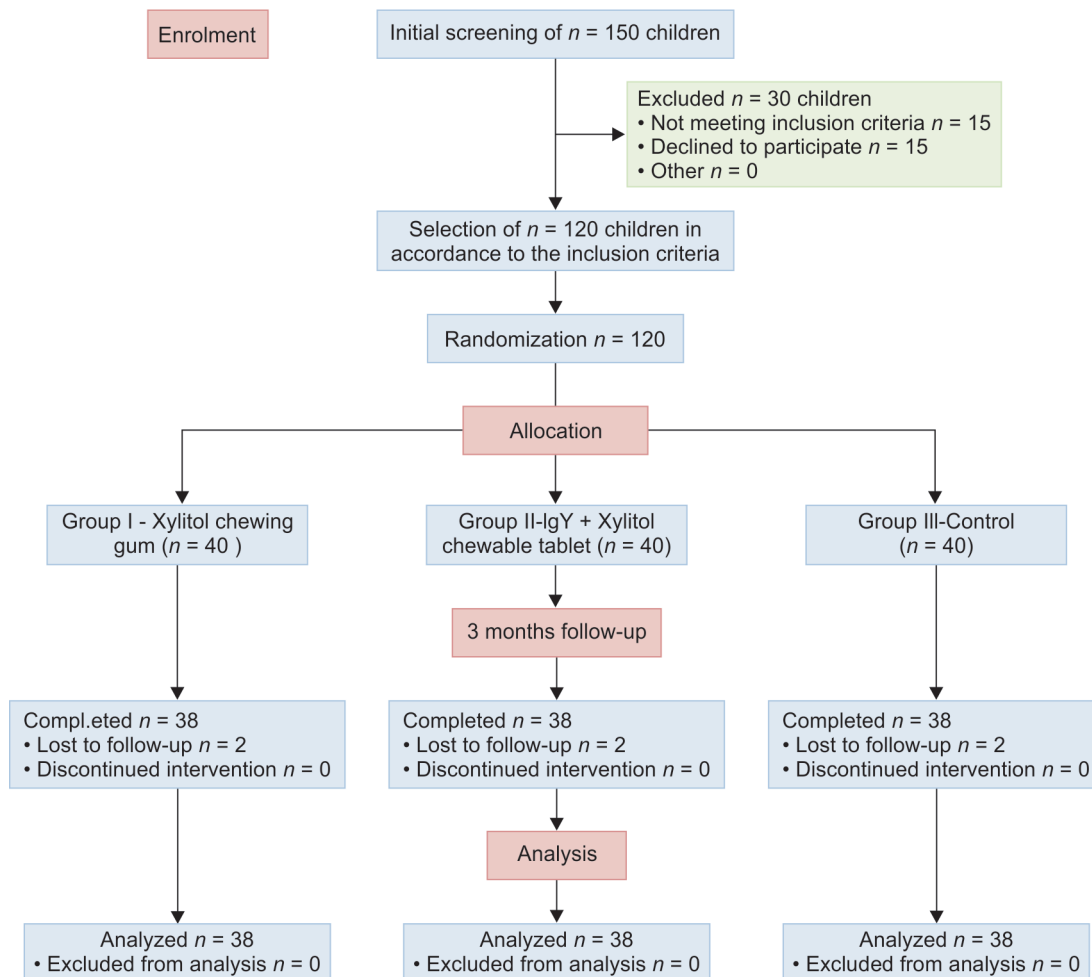 Enrolment
Initial screening of n = 150 children
Excluded n = 30 children
• Not meeting inclusion criteria n = 15
• Declined to participate n = 15
• Other n = 0
Selection of n = 120 children in
accordance to the inclusion criteria
Randomization n = 120
Allocation
Group I - Xylitol chewing
gum (n = 40 )
Group II-IgY + Xylitol
chewable tablet (n = 40)
Group III-Control
(n = 40)
3 months follow-up
Compl.eted n = 38
• Lost to follow-up n = 2
• Discontinued intervention n = 0
Completed n = 38
• Lost to follow-up n = 2
• Discontinued intervention n = 0
Completed n = 38
• Lost to follow-up n = 2
• Discontinued intervention n = 0
Analysis
Analyzed n = 38
• Excluded from analysis n = 0
Analyzed n = 38
• Excluded from analysis n = 0
Analyzed n = 38
• Excluded from analysis n = 0